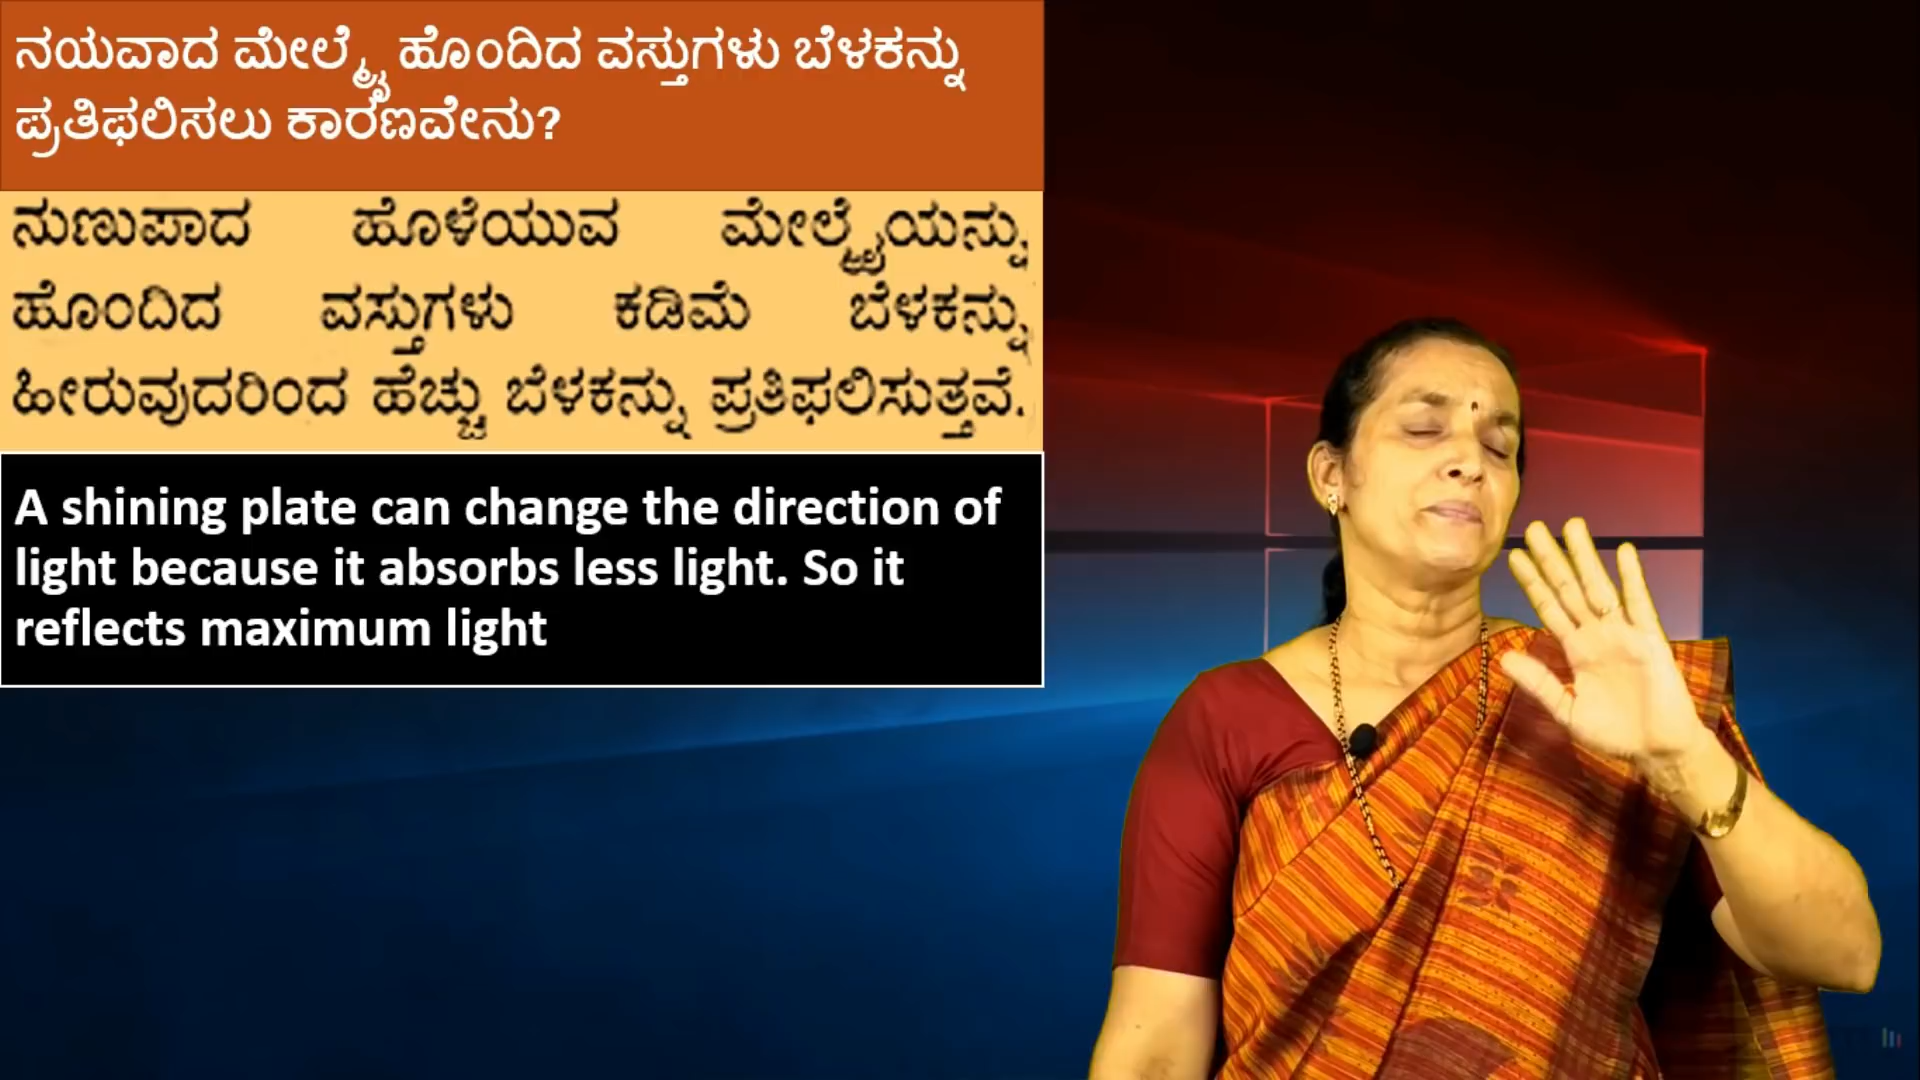 ನಯವಾದ ಮೇಲ್ಮೈ ಹೊಂದಿದ ವಸ್ತುಗಳು ಬೆಳಕನ್ನು
ಪ್ರತಿಫಲಿಸಲು ಕಾರಣವೇನು?
ನುಣುಪಾದ ಹೊಳೆಯುವ ಮೇಲ್ಮೈಯನ್ನು
ಹೊಂದಿದ ವಸ್ತುಗಳು ಕಡಿಮೆ ಬೆಳಕನ್ನು
ಹೀರುವುದರಿಂದ ಹೆಚ್ಚು ಬೆಳಕನ್ನು ಪ್ರತಿಫಲಿಸುತ್ತವೆ.
A shining plate can change the direction of
light because it absorbs less light. So it
reflects maximum light